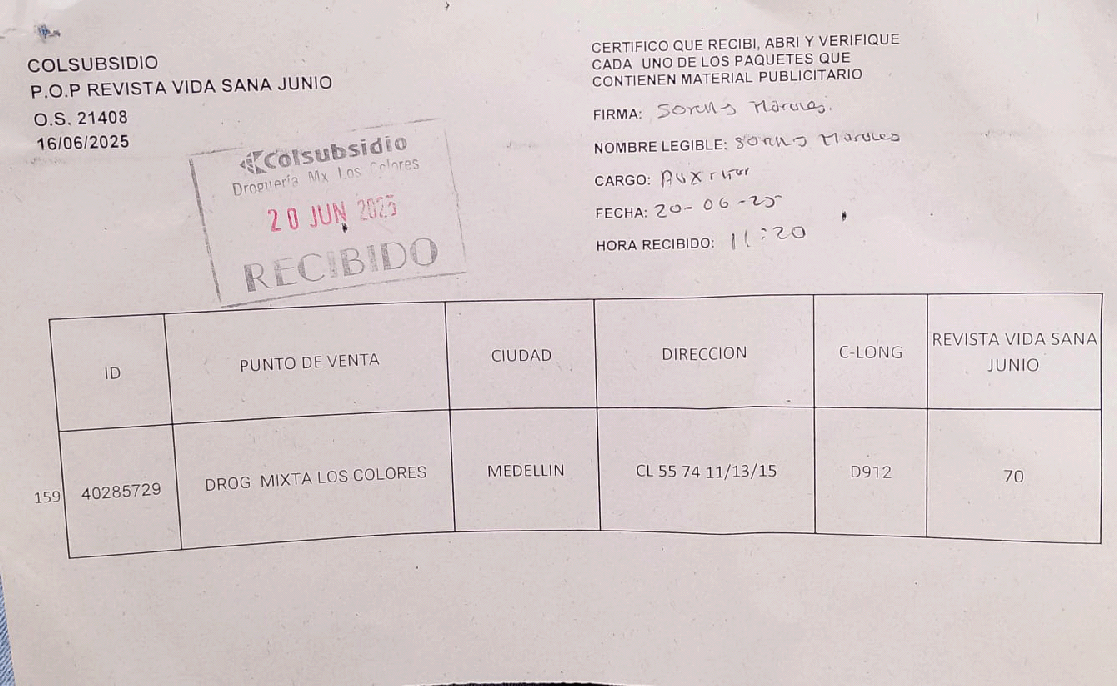 COLSUBSIDIO
P.O.P REVISTA VIDA SANA JUNIO
O.S. 21408
16/06/2025
Colsubsidio
Droguería Mx Los Colores
20 JUN 2025
RECIBIDO
CERTIFICO QUE RECIBI, ABRI Y VERIFIQUE
CADA UNO DE LOS PAQUETES QUE
CONTIENEN MATERIAL PUBLICITARIO
FIRMA:
NOMBRE LEGIBLE:
CARGO:
FECHA: 20-06-25
HORA RECIBIDO: 11:20
ID PUNTO DE VENTA CIUDAD DIRECCION C-LONG REVISTA VIDA SANA
JUNIO
159 40285729 DROG MIXTA LOS COLORES MEDELLIN CL 55 74 11/13/15 D912 70